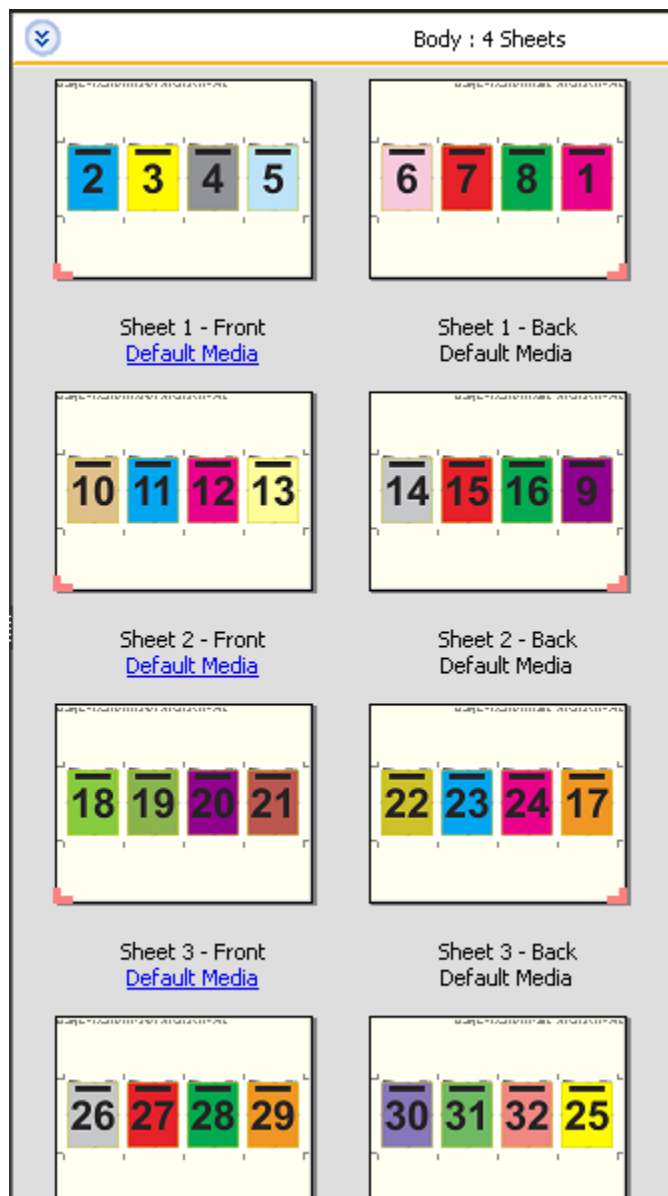 Body : 4 Sheets
2 3 4 5
6 7 8 1
Sheet 1 - Front
Default Media
Sheet 1 - Back
Default Media
10 11 12 13
14 15 16 9
Sheet 2 - Front
Default Media
Sheet 2 - Back
Default Media
18 19 20 21
22 23 24 17
Sheet 3 - Front
Default Media
Sheet 3 - Back
Default Media
26 27 28 29
30 31 32 25